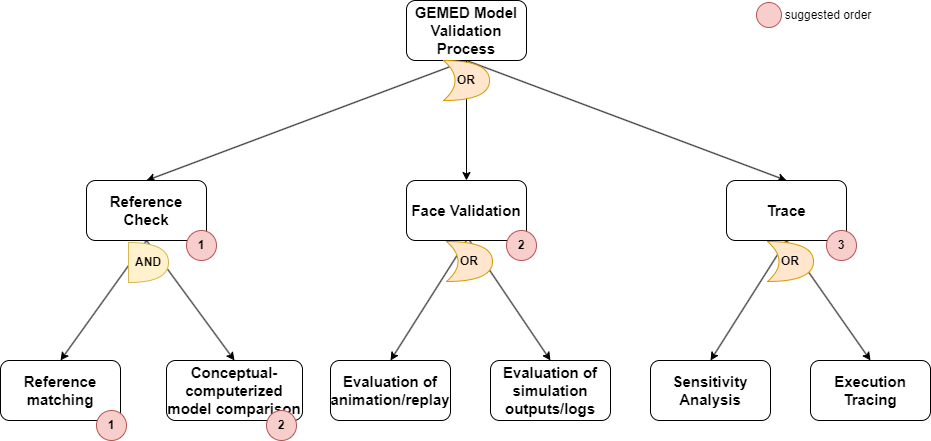 GEMED Model
Validation
Process
suggested order
OR
Reference
Check
1
AND
Face Validation
2
OR
Trace
3
OR
Reference
matching
1
Conceptual-
computerized
model comparison
2
Evaluation of
animation/replay
Evaluation of
simulation
outputs/logs
Sensitivity
Analysis
Execution
Tracing